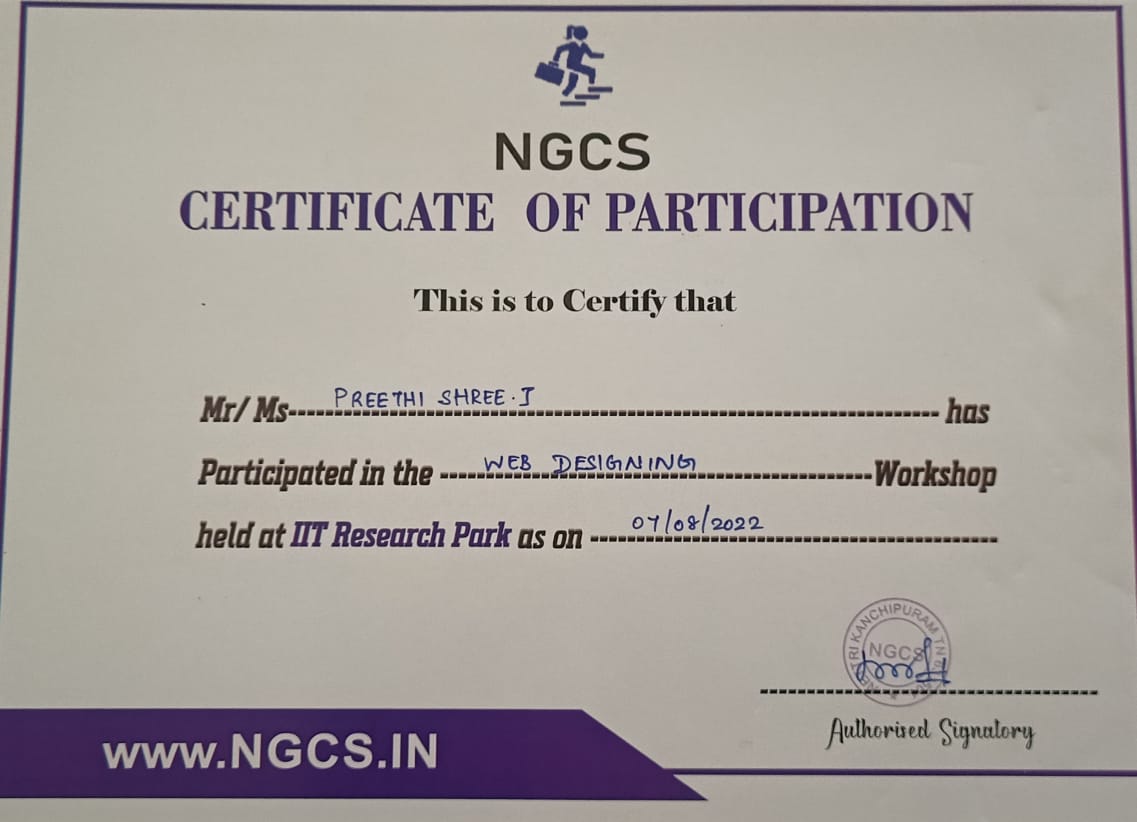 NGCS
CERTIFICATE OF PARTICIPATION
This is to Certify that
Mr/ Ms PREETHI SHREE.J has
Participated in the WEB DESIGNING Workshop
held at IIT Research Park as on 07/08/2022
TRI KANCHIPURAM TN
NGCS
Authorised Signatory
www.NGCS.IN